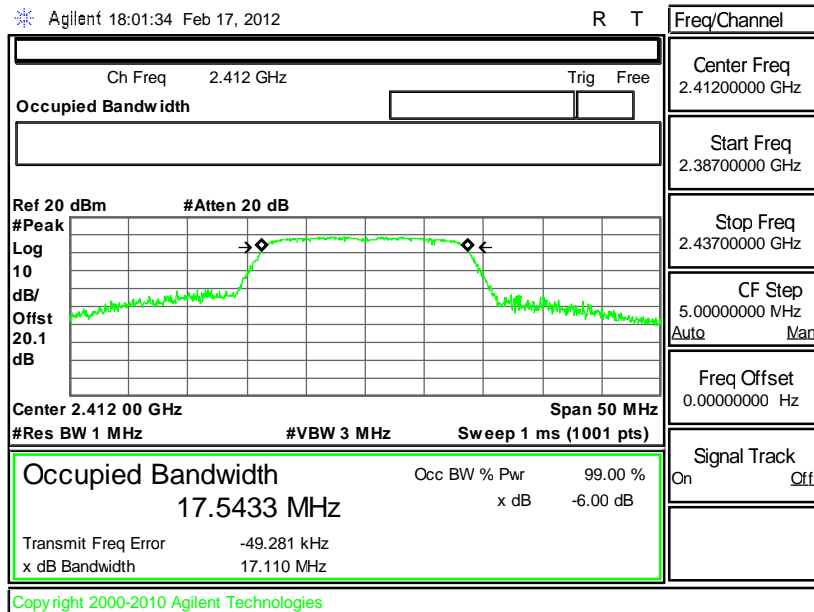 Agilent 18:01:34 Feb 17, 2012 R T
Freq/Channel
Ch Freq 2.412 GHz Trig Free
Occupied Bandwidth
Center Freq
2.41200000 GHz
Start Freq
2.38700000 GHz
Stop Freq
2.43700000 GHz
CF Step
5.00000000 MHz
Auto Man
Freq Offset
0.00000000 Hz
Signal Track
On Off
Ref 20 dBm #Atten 20 dB
#Peak
Log
10
dB/
Offst
20.1
dB
Center 2.412 00 GHz Span 50 MHz
#Res BW 1 MHz #VBW 3 MHz Sweep 1 ms (1001 pts)
Occupied Bandwidth
17.5433 MHz
Occ BW % Pwr 99.00 %
x dB -6.00 dB
Transmit Freq Error -49.281 kHz
x dB Bandwidth 17.110 MHz
Copyright 2000-2010 Agilent Technologies